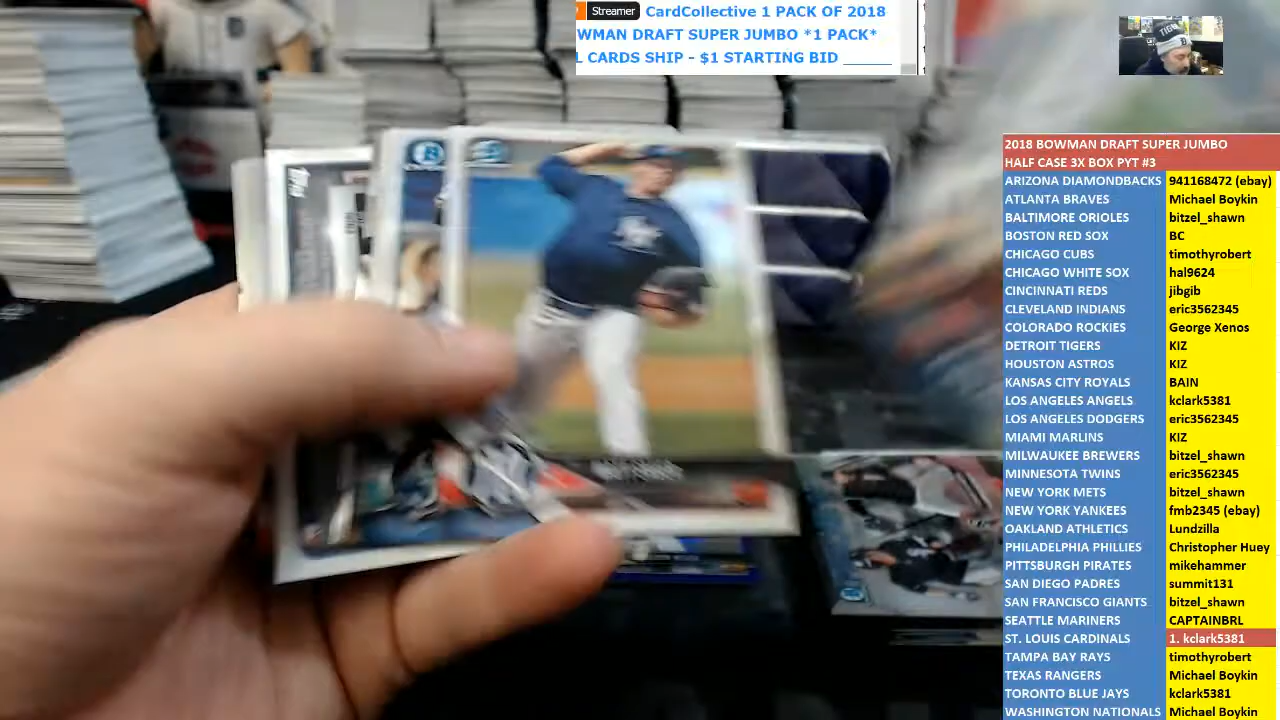 Streamer CardCollective 1 PACK OF 2018
WMAN DRAFT SUPER JUMBO *1 PACK*
L CARDS SHIP - $1 STARTING BID ______
2018 BOWMAN DRAFT SUPER JUMBO
HALF CASE 3X BOX PYT #3
ARIZONA DIAMONDBACKS 941168472 (ebay)
ATLANTA BRAVES Michael Boykin
BALTIMORE ORIOLES bitzel_shawn
BOSTON RED SOX BC
CHICAGO CUBS timothyrobert
CHICAGO WHITE SOX hal9624
CINCINNATI REDS jibgib
CLEVELAND INDIANS eric3562345
COLORADO ROCKIES George Xenos
DETROIT TIGERS KIZ
HOUSTON ASTROS KIZ
KANSAS CITY ROYALS BAIN
LOS ANGELES ANGELS kclark5381
LOS ANGELES DODGERS eric3562345
MIAMI MARLINS KIZ
MILWAUKEE BREWERS bitzel_shawn
MINNESOTA TWINS eric3562345
NEW YORK METS bitzel_shawn
NEW YORK YANKEES fmb2345 (ebay)
OAKLAND ATHLETICS Lundzilla
PHILADELPHIA PHILLIES Christopher Huey
PITTSBURGH PIRATES mikehammer
SAN DIEGO PADRES summit131
SAN FRANCISCO GIANTS bitzel_shawn
SEATTLE MARINERS CAPTAINBRL
ST. LOUIS CARDINALS 1. kclark5381
TAMPA BAY RAYS timothyrobert
TEXAS RANGERS Michael Boykin
TORONTO BLUE JAYS kclark5381
WASHINGTON NATIONALS Michael Boykin